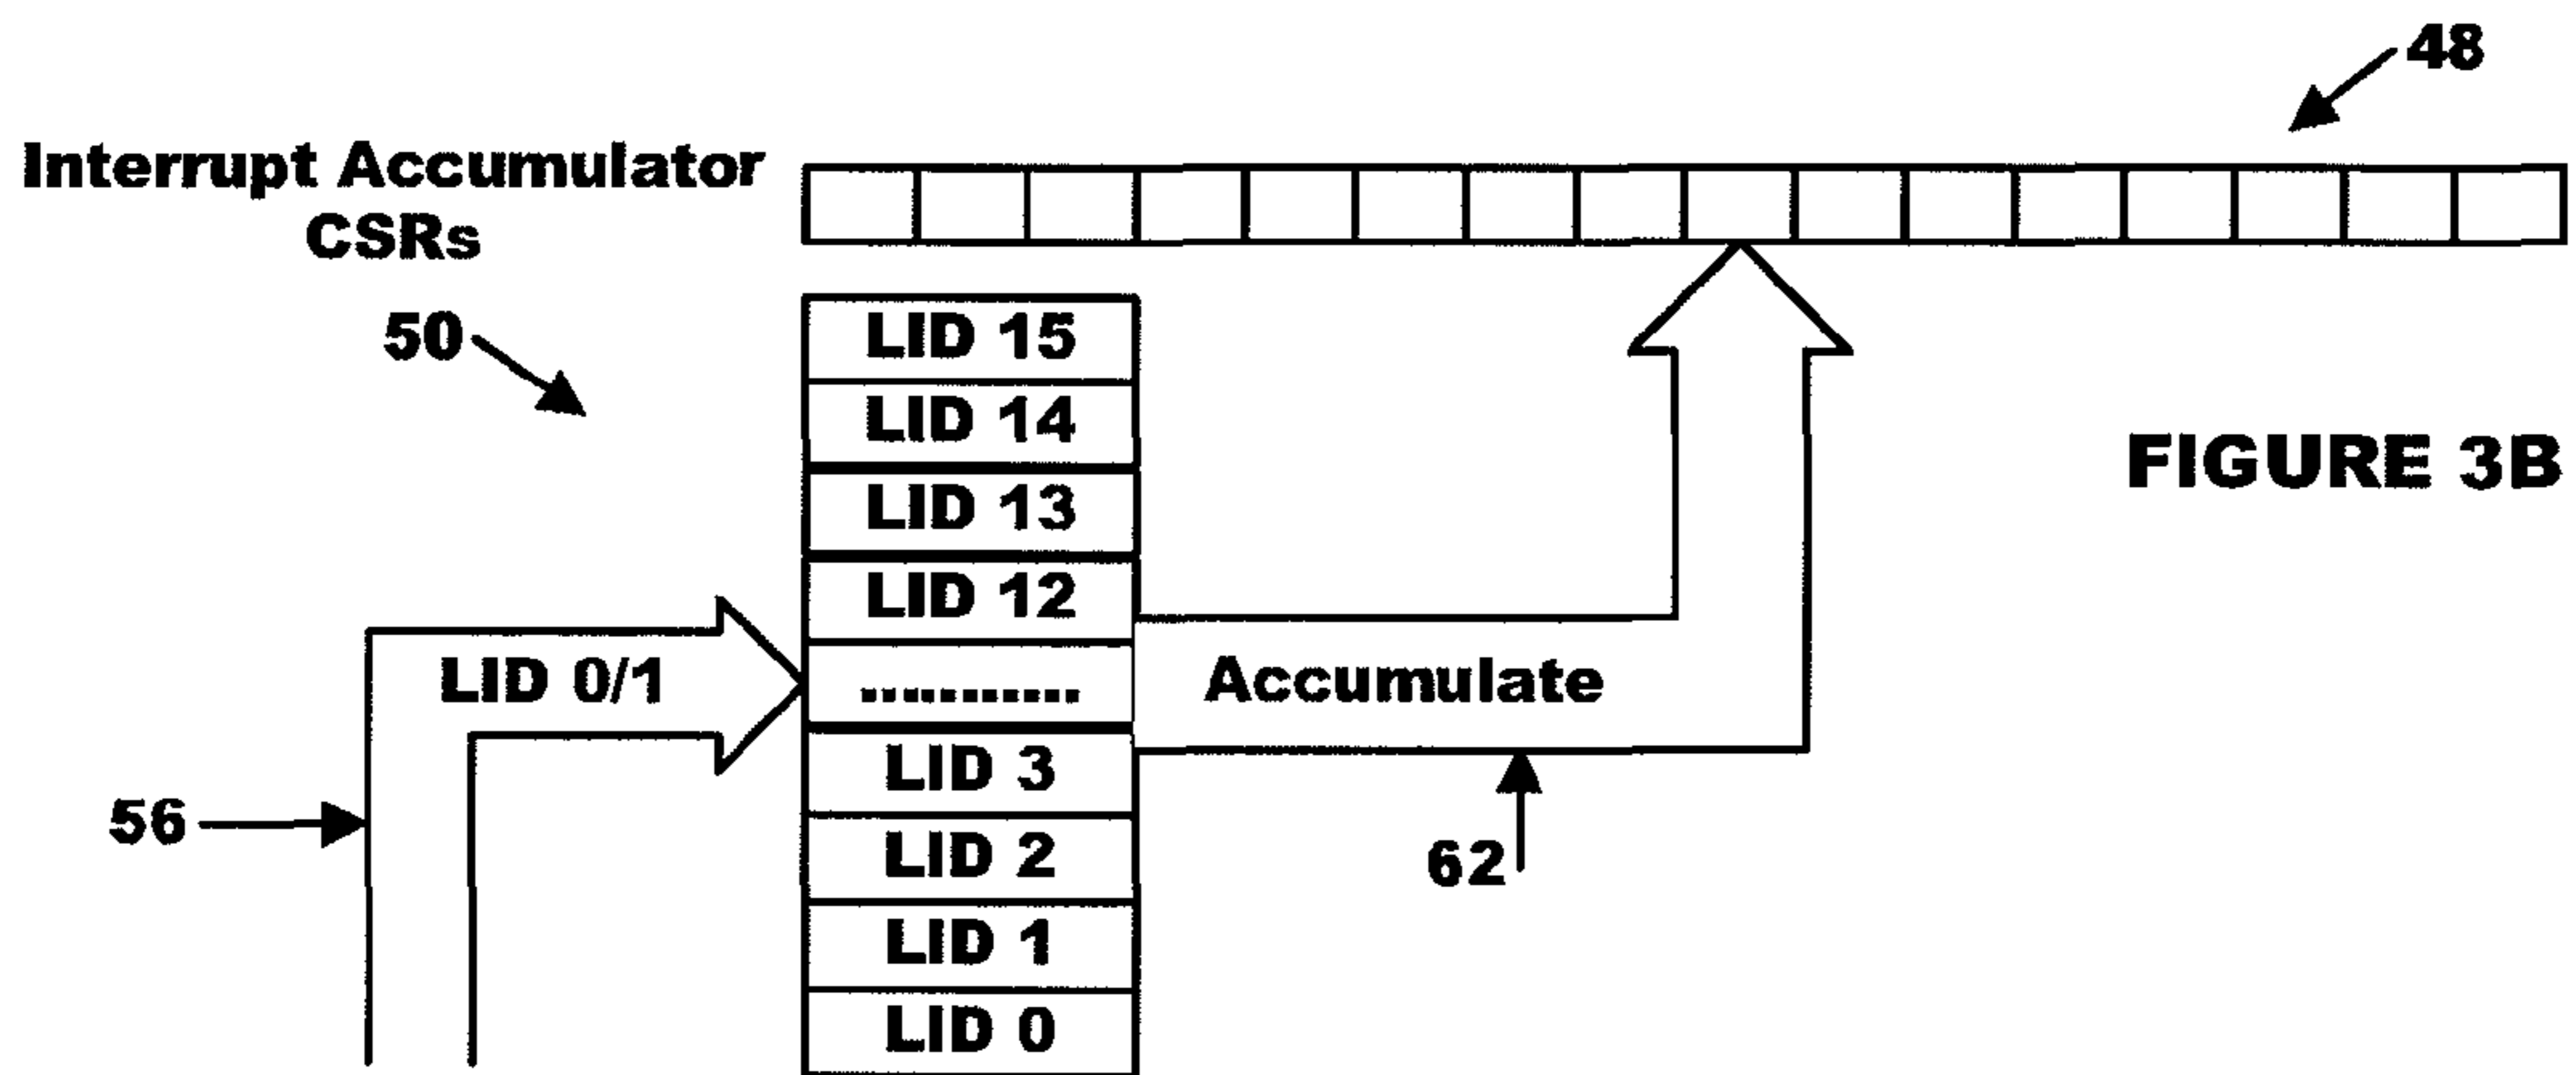 48
Interrupt Accumulator
CSRs
50
LID 15
LID 14
LID 13
LID 12
...........
LID 3
LID 2
LID 1
LID 0
LID 0/1
Accumulate
56
62
FIGURE 3B